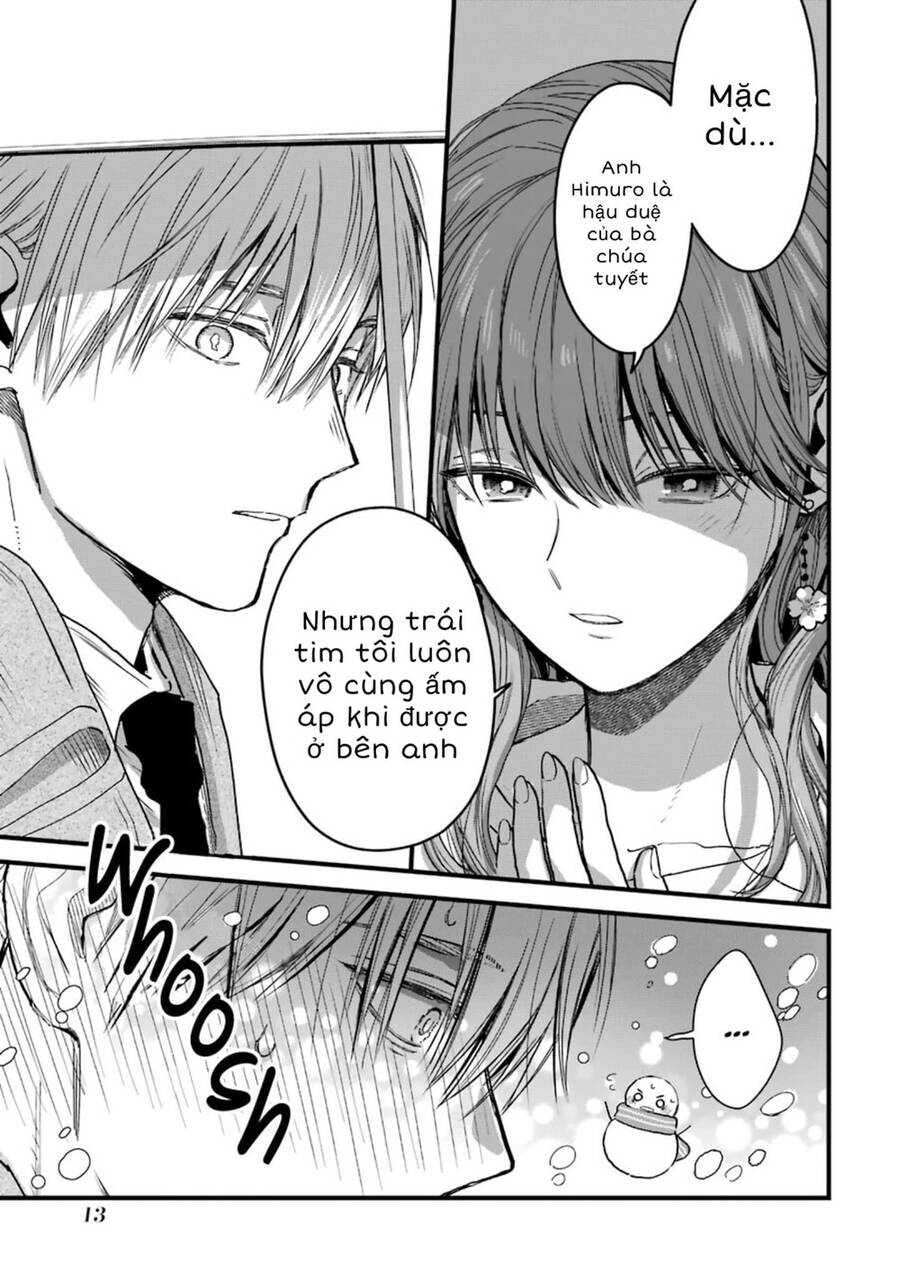 Mặc
dù...
Anh
Himuro là
hậu duệ
của bà
chúa
tuyết
Nhưng trái
tim tôi luôn
vô cùng ấm
áp khi được
ở bên anh
Whoosh
...
13